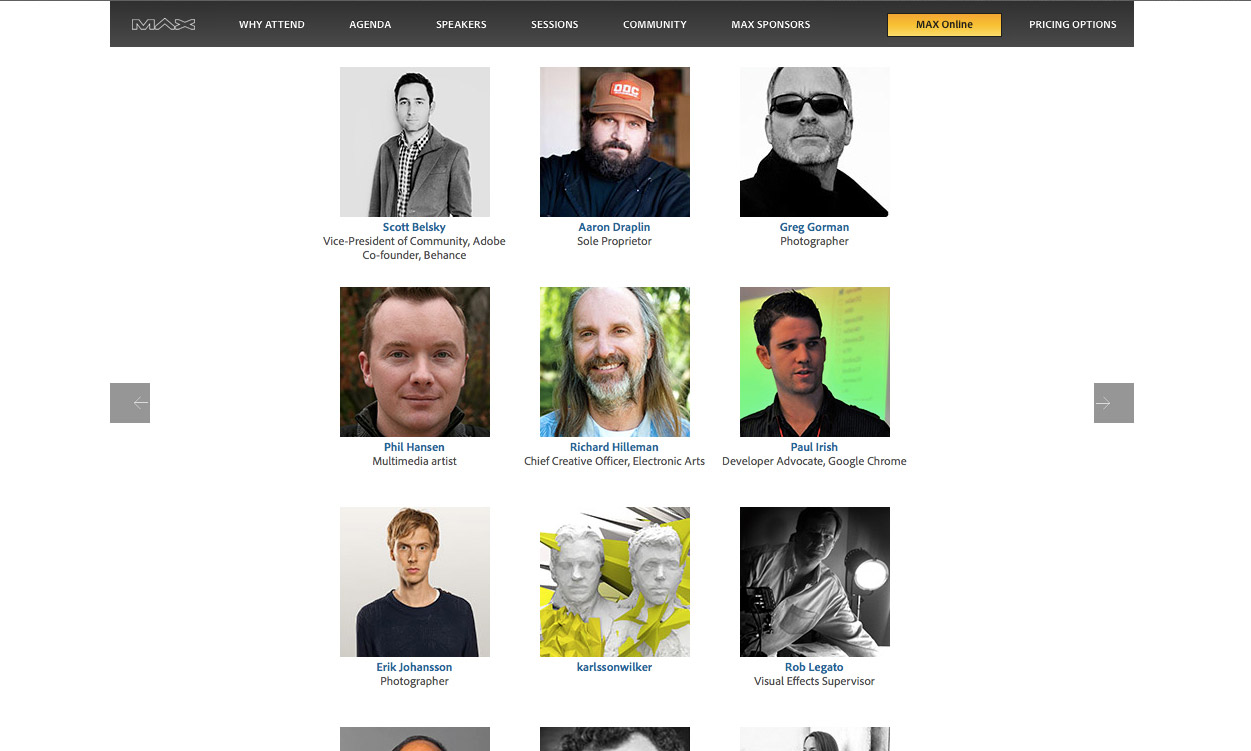 MAX WHY ATTEND AGENDA SPEAKERS SESSIONS COMMUNITY MAX SPONSORS MAX Online PRICING OPTIONS
DDC
Scott Belsky Aaron Draplin Greg Gorman
Vice-President of Community, Adobe Sole Proprietor Photographer
Co-founder, Behance
Phil Hansen Richard Hilleman Paul Irish
Multimedia artist Chief Creative Officer, Electronic Arts Developer Advocate, Google Chrome
Erik Johansson karlssonwilker Rob Legato
Photographer Visual Effects Supervisor